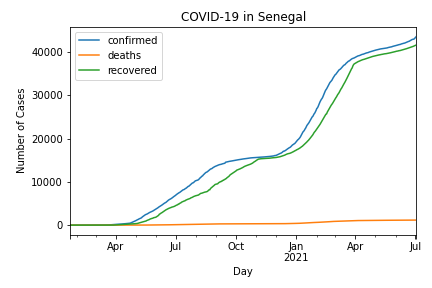 COVID-19 in Senegal
confirmed
deaths
recovered
Number of Cases
40000
30000
20000
10000
0
Apr
Jul
Oct
Jan
2021
Apr
Jul
Day